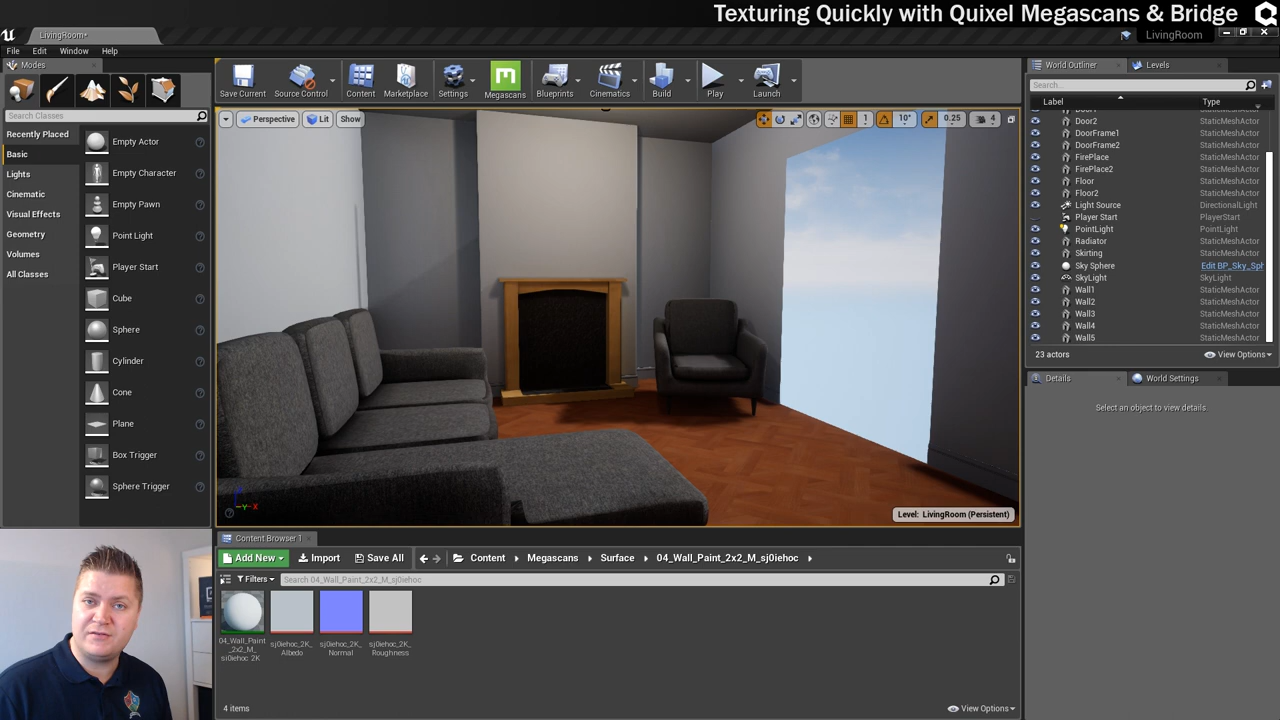 Texturing Quickly with Quixel Megascans & Bridge
LivingRoom*
LivingRoom
File Edit Window Help
Modes
Search Classes
Recently Placed
Basic
Lights
Cinematic
Visual Effects
Geometry
Volumes
All Classes
Empty Actor
Empty Character
Empty Pawn
Point Light
Player Start
Cube
Sphere
Cylinder
Cone
Plane
Box Trigger
Sphere Trigger
Save Current
Source Control
Content
Marketplace
Settings
Megascans
Blueprints
Cinematics
Build
Play
Launch
Perspective
Lit
Show
1
10°
0.25
4
Level: LivingRoom (Persistent)
World Outliner
Levels
Search...
Label
Type
Door2 StaticMeshActor
DoorFrame1 StaticMeshActor
DoorFrame2 StaticMeshActor
FirePlace StaticMeshActor
FirePlace2 StaticMeshActor
Floor StaticMeshActor
Floor2 StaticMeshActor
Light Source DirectionalLight
Player Start PlayerStart
PointLight PointLight
Radiator StaticMeshActor
Skirting StaticMeshActor
Sky Sphere Edit BP_Sky_Sph
SkyLight SkyLight
Wall1 StaticMeshActor
Wall2 StaticMeshActor
Wall3 StaticMeshActor
Wall4 StaticMeshActor
Wall5 StaticMeshActor
23 actors
View Options
Details
World Settings
Select an object to view details.
Content Browser 1
Add New
Import
Save All
Content
Megascans
Surface
04_Wall_Paint_2x2_M_sj0iehoc
Filters
Search 04_Wall_Paint_2x2_M_sj0iehoc
04_Wall_Paint
_2x2_M_
sj0iehoc_2K
sj0iehoc_2K_
Albedo
sj0iehoc_2K_
Normal
sj0iehoc_2K_
Roughness
4 items
View Options